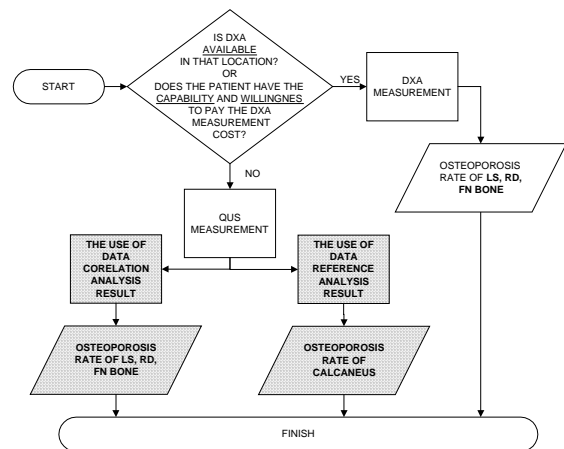 START
IS DXA
AVAILABLE
IN THAT LOCATION?
OR
DOES THE PATIENT HAVE THE
CAPABILITY AND WILLINGNES
TO PAY THE DXA
MEASUREMENT
COST?
YES
DXA
MEASUREMENT
OSTEOPOROSIS
RATE OF LS, RD,
FN BONE
NO
QUS
MEASUREMENT
THE USE OF
DATA
CORELATION
ANALYSIS
RESULT
THE USE OF
DATA
REFERENCE
ANALYSIS
RESULT
OSTEOPOROSIS
RATE OF LS, RD,
FN BONE
OSTEOPOROSIS
RATE OF
CALCANEUS
FINISH